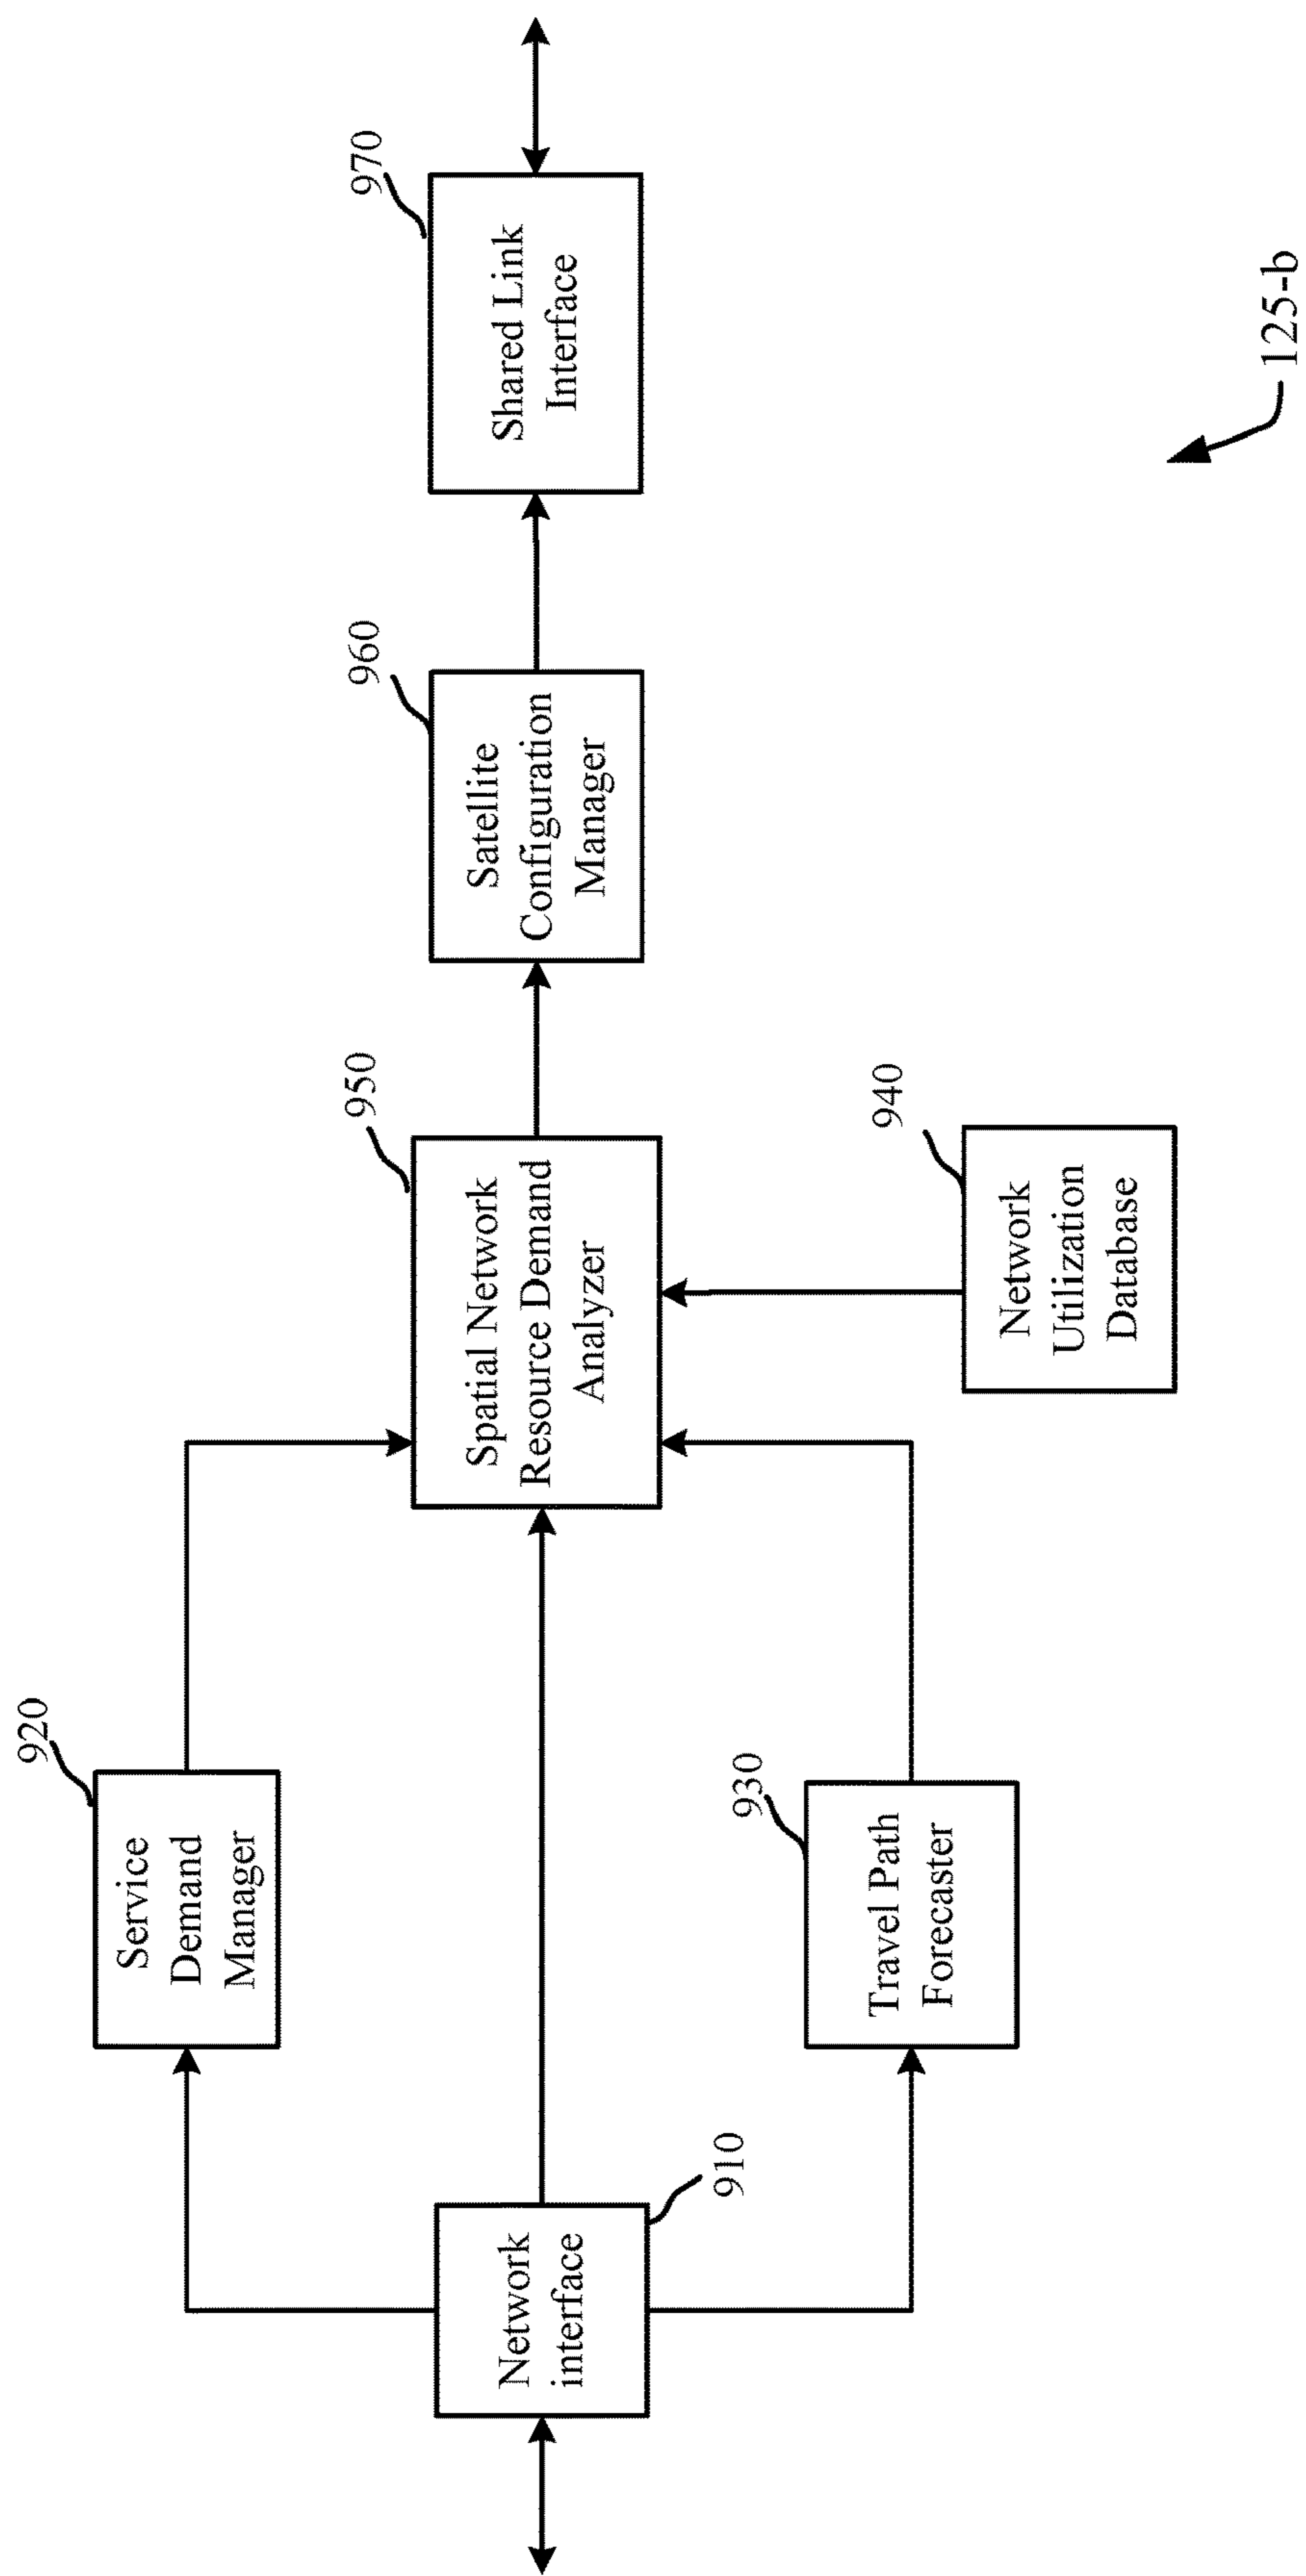 920
Service
Demand
Manager
910
Network
interface
930
Travel Path
Forecaster
950
Spatial Network
Resource Demand
Analyzer
940
Network
Utilization
Database
960
Satellite
Configuration
Manager
970
Shared Link
Interface
125-b